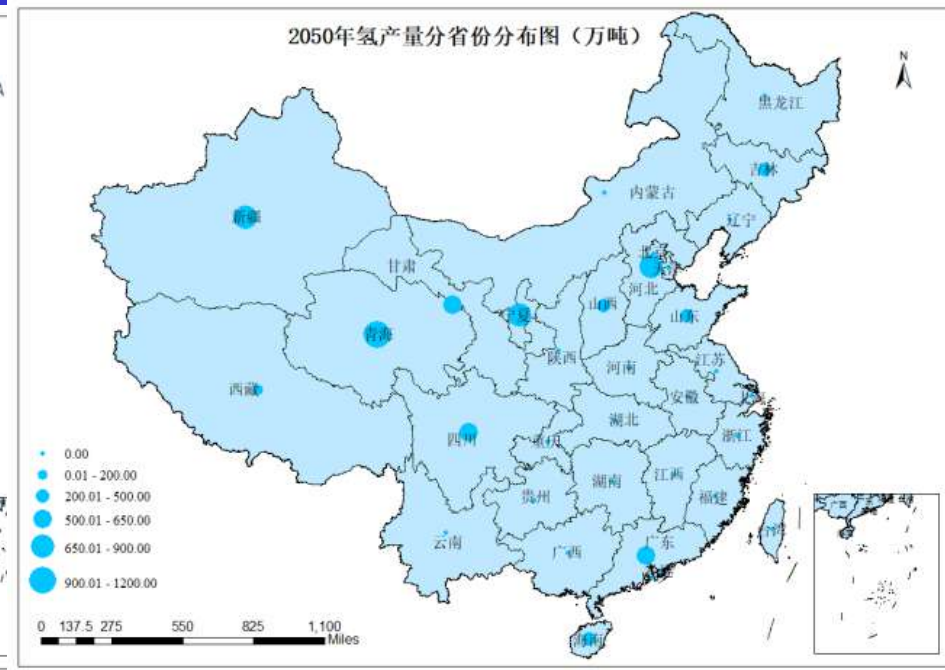 2050年氢产量分省份分布图（万吨）
N
黑龙江
吉林
内蒙古
辽宁
新疆
北京
甘肃
河北
山西
宁夏
山东
青海
陕西
江苏
河南
西藏
安徽
湖北
四川
浙江
江西
湖南
贵州
福建
云南
广西
广东
台湾
海南
0.00
0.01 - 200.00
200.01 - 500.00
500.01 - 650.00
650.01 - 900.00
900.01 - 1200.00
0 137.5 275 550 825 1,100
Miles